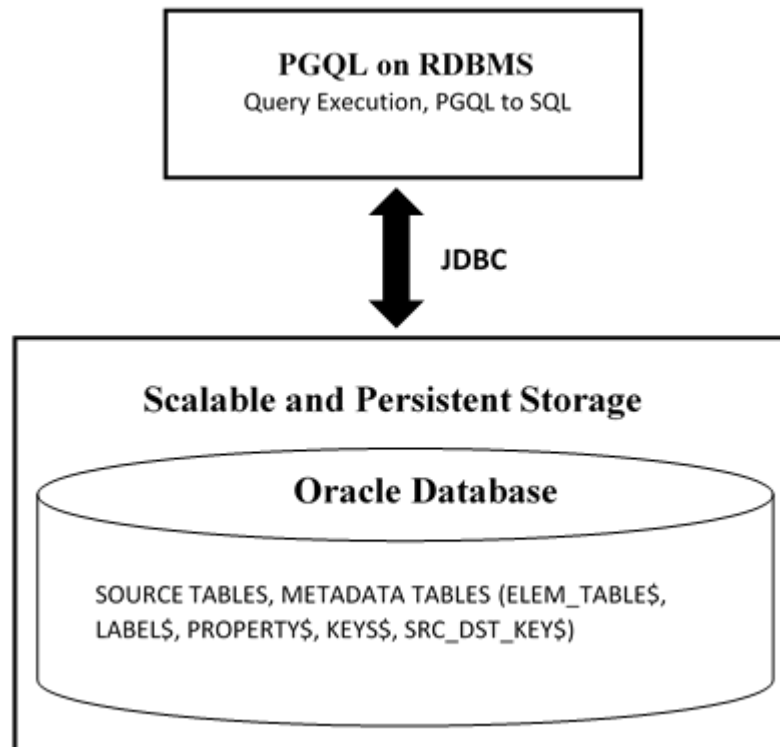 PGQL on RDBMS
Query Execution, PGQL to SQL
JDBC
Scalable and Persistent Storage
Oracle Database
SOURCE TABLES, METADATA TABLES (ELEM_TABLE$,
LABEL$, PROPERTY$, KEYS$, SRC_DST_KEY$)